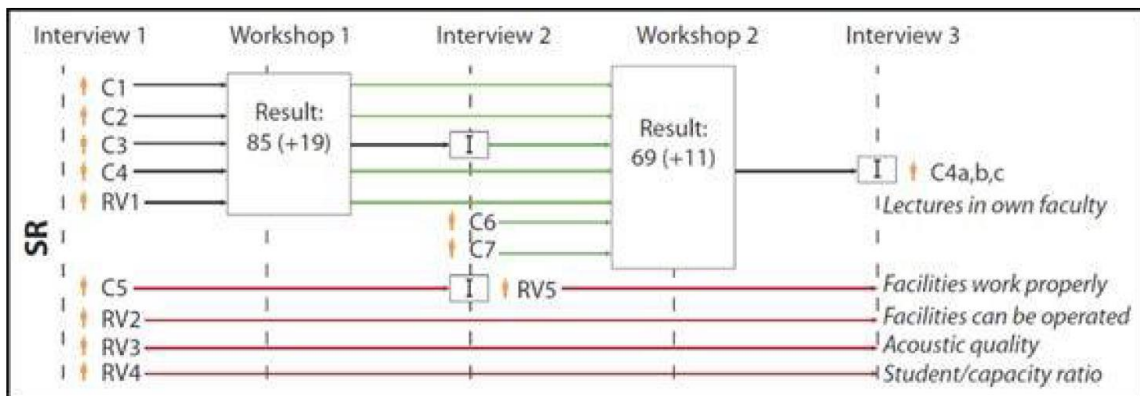 Interview 1 Workshop 1 Interview 2 Workshop 2 Interview 3
C1
C2
C3
C4
RV1
Result:
85 (+19)
I
Result:
69 (+11)
I C4a,b,c
Lectures in own faculty
C6
C7
SR
C5 I RV5 Facilities work properly
RV2 Facilities can be operated
RV3 Acoustic quality
RV4 Student/capacity ratio